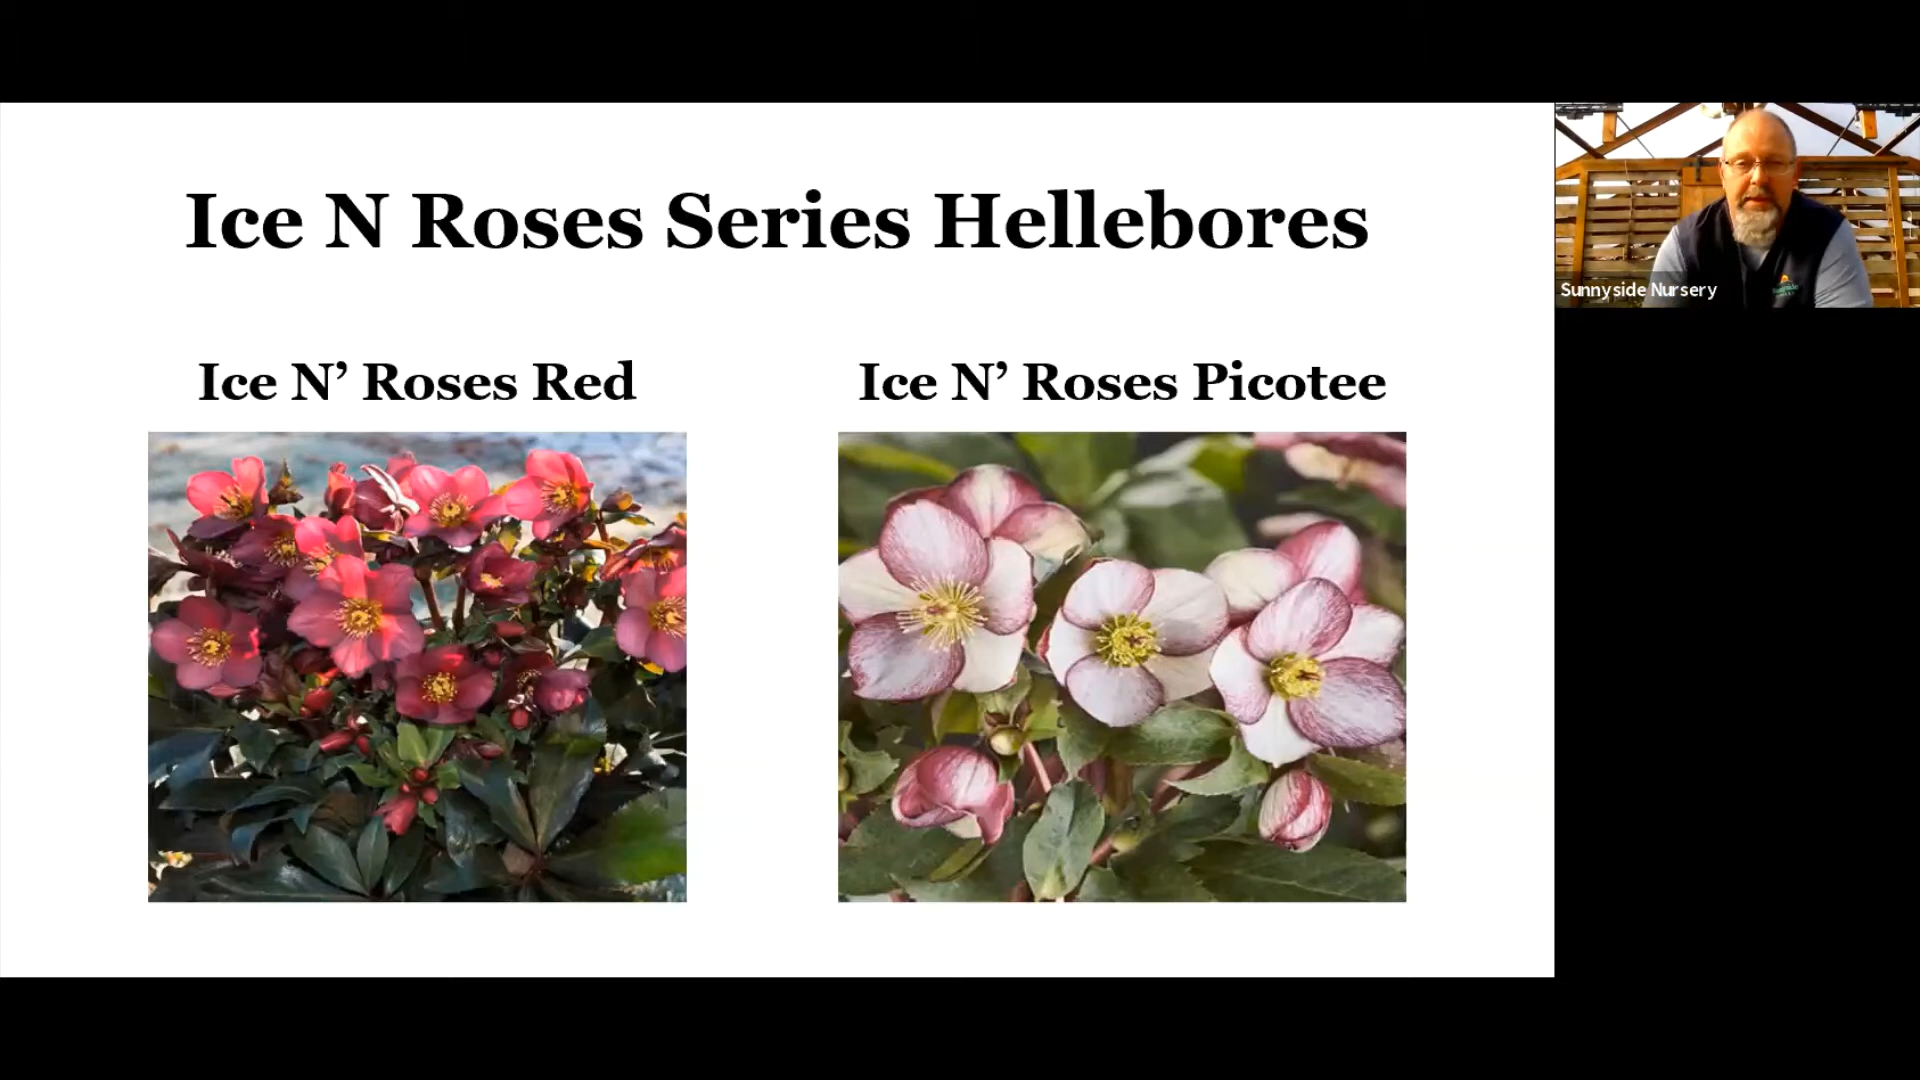 Ice N Roses Series Hellebores
Ice N’ Roses Red
Ice N’ Roses Picotee
Sunnyside Nursery